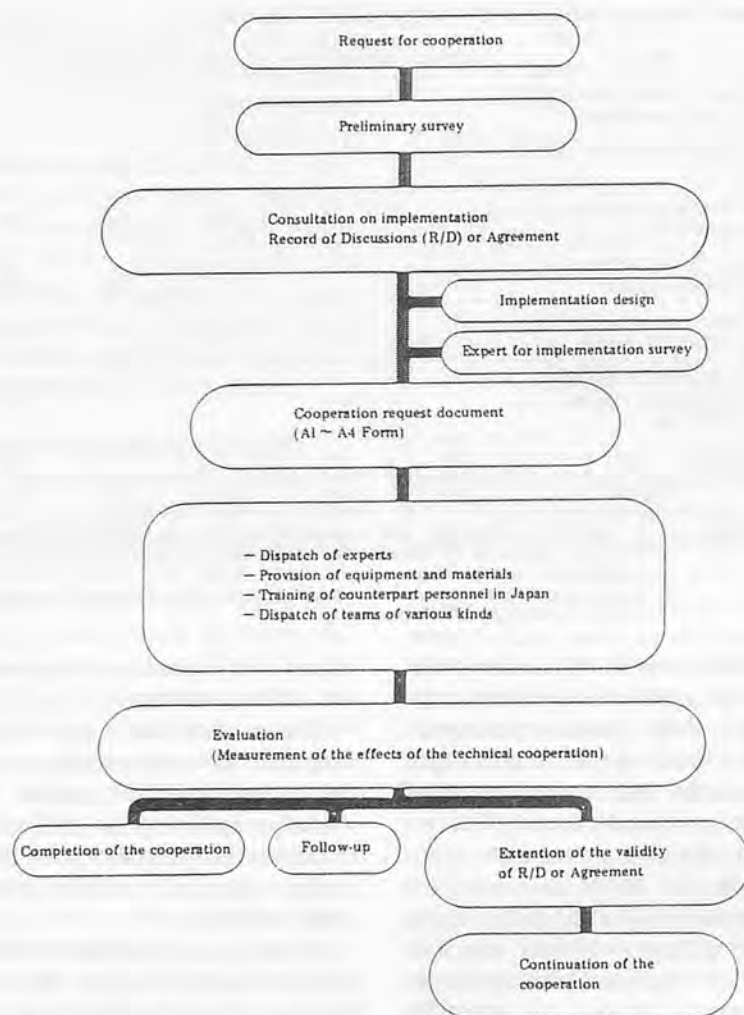 Request for cooperation
Preliminary survey
Consultation on implementation
Record of Discussions (R/D) or Agreement
Implementation design
Expert for implementation survey
Cooperation request document
(A1 ~ A4 Form)
— Dispatch of experts
— Provision of equipment and materials
— Training of counterpart personnel in Japan
— Dispatch of teams of various kinds
Evaluation
(Measurement of the effects of the technical cooperation)
Completion of the cooperation
Follow-up
Extention of the validity
of R/D or Agreement
Continuation of the
cooperation